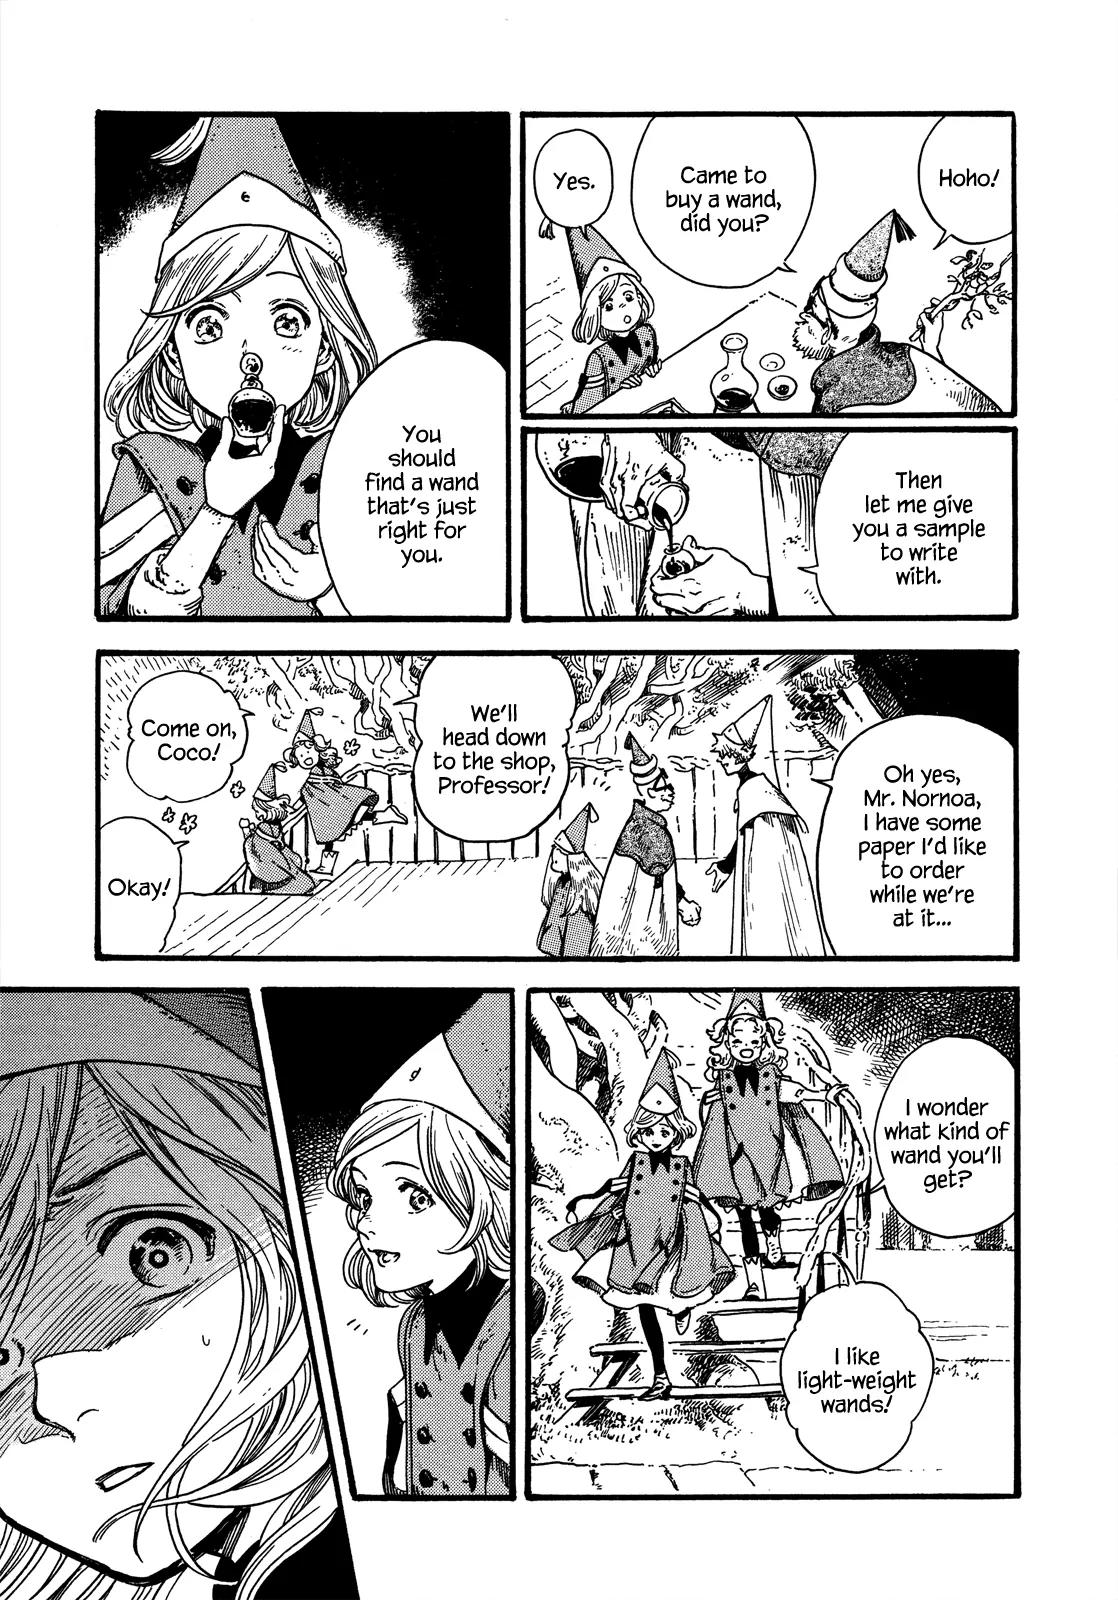 Hoho!
Came to
buy a wand,
did you?
Yes.
Then
let me give
you a sample
to write
with.
You
should
find a wand
that's just
right for
you.
Oh yes,
Mr. Nornoa,
I have some
paper I'd like
to order
while we're
at it...
We'll
head down
to the shop,
Professor!
Come on,
Coco!
Okay!
I wonder
what kind of
wand you'll
get?
I like
light-weight
wands!